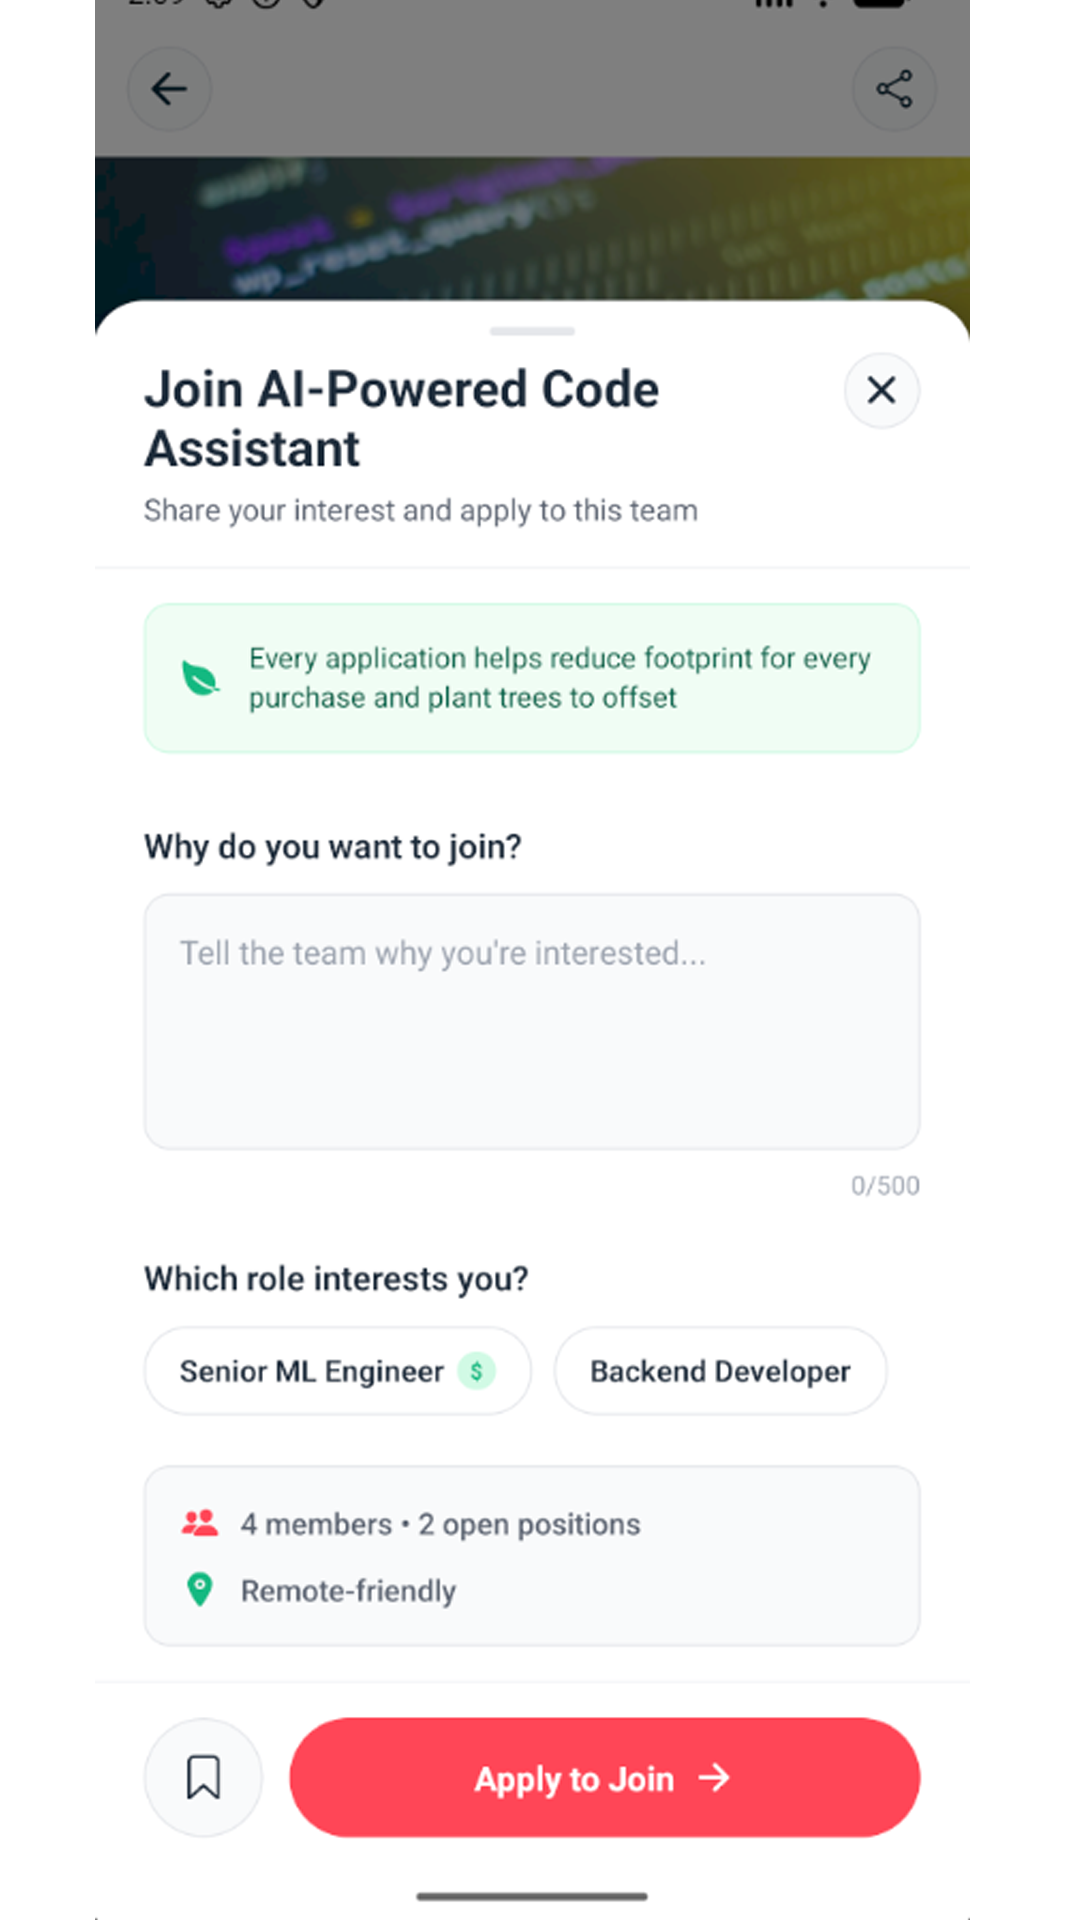 wp_reset_query
Join AI-Powered Code
Assistant
Share your interest and apply to this team
Every application helps reduce footprint for every
purchase and plant trees to offset
Why do you want to join?
Tell the team why you're interested...
0/500
Which role interests you?
Senior ML Engineer $
Backend Developer
4 members • 2 open positions
Remote-friendly
Apply to Join →